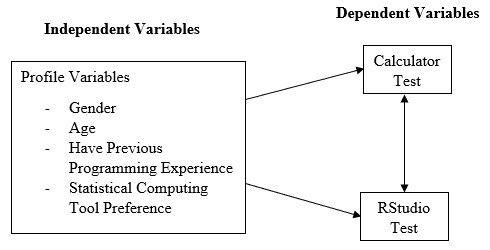 Independent Variables
Dependent Variables
Profile Variables
- Gender
- Age
- Have Previous
Programming Experience
- Statistical Computing
Tool Preference
Calculator
Test
RStudio
Test